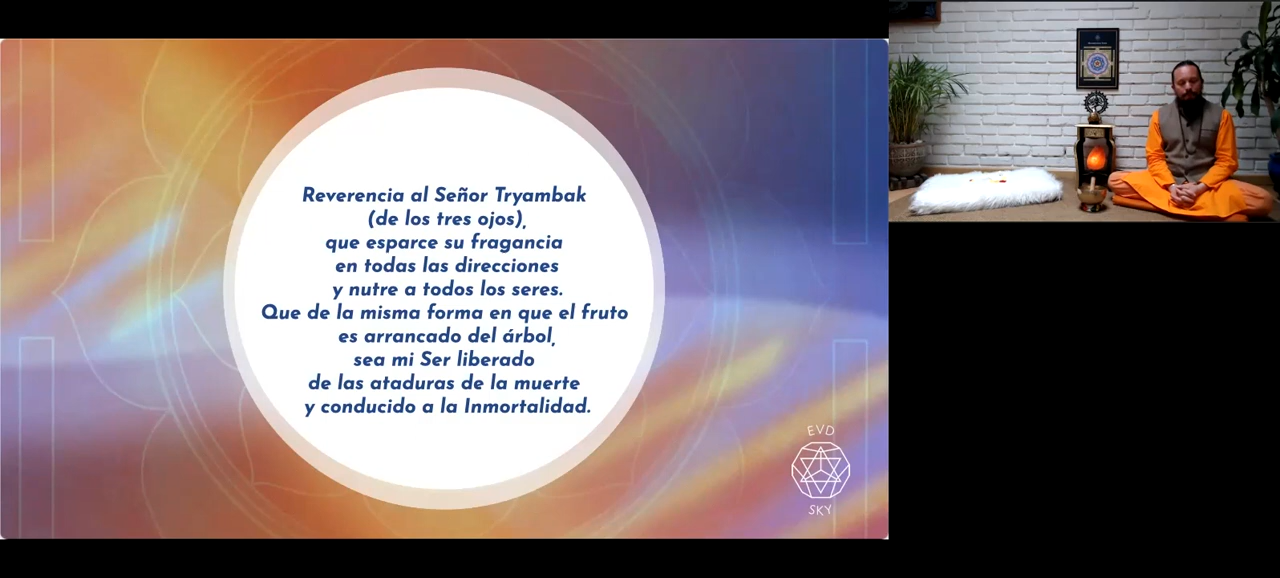 Reverencia al Señor Tryambak
(de los tres ojos),
que esparce su fragancia
en todas las direcciones
y nutre a todos los seres.
Que de la misma forma en que el fruto
es arrancado del árbol,
sea mi Ser liberado
de las ataduras de la muerte
y conducido a la Inmortalidad.
EVD
SKY